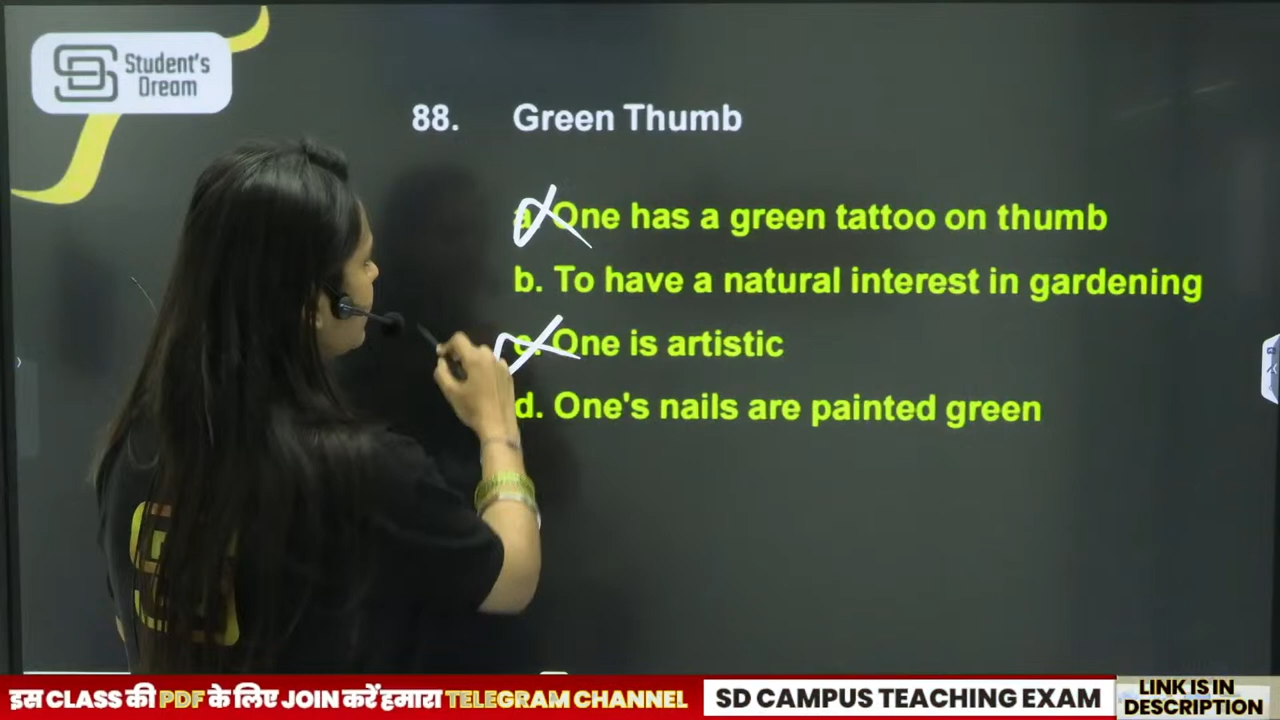 Student's
Dream
88. Green Thumb
a. One has a green tattoo on thumb
b. To have a natural interest in gardening
c. One is artistic
d. One's nails are painted green
इस CLASS की PDF के लिए JOIN करें हमारा TELEGRAM CHANNEL
SD CAMPUS TEACHING EXAM
LINK IS IN
DESCRIPTION